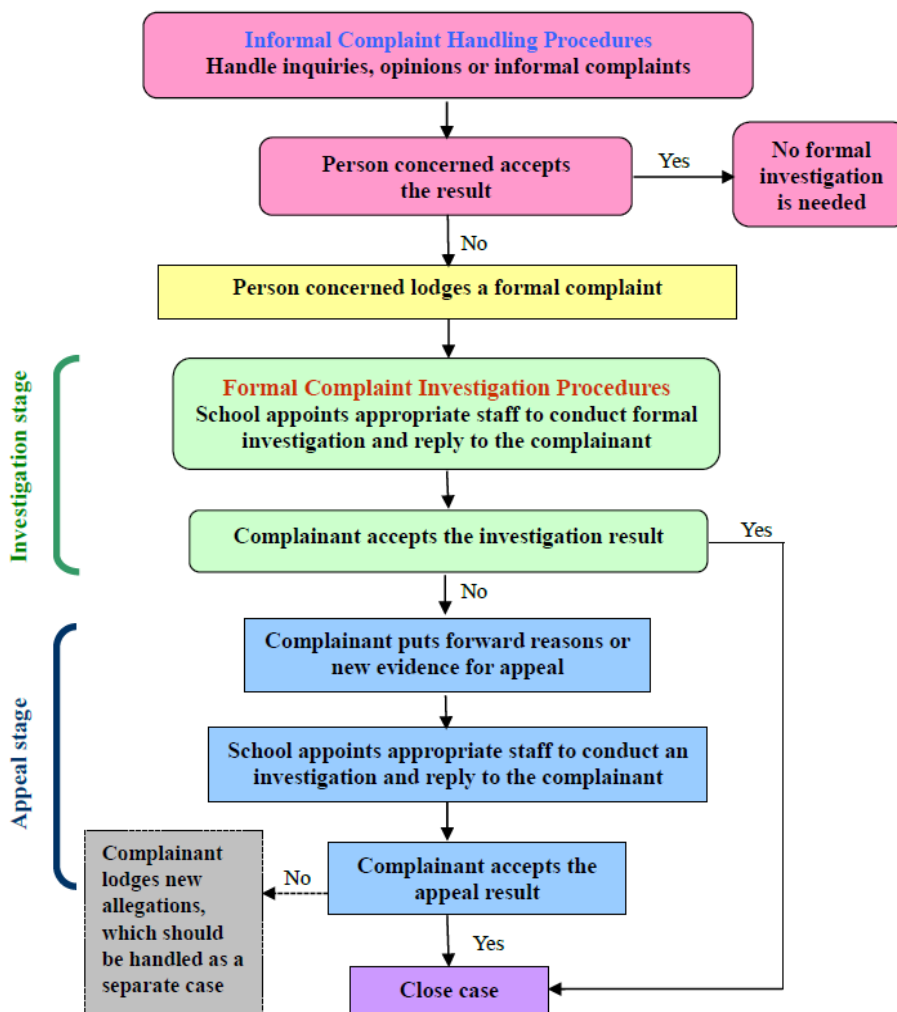 Informal Complaint Handling Procedures
Handle inquiries, opinions or informal complaints
Person concerned accepts
the result
Yes
No formal
investigation
is needed
No
Person concerned lodges a formal complaint
Investigation stage
Formal Complaint Investigation Procedures
School appoints appropriate staff to conduct formal
investigation and reply to the complainant
Complainant accepts the investigation result
Yes
No
Appeal stage
Complainant puts forward reasons or
new evidence for appeal
School appoints appropriate staff to conduct an
investigation and reply to the complainant
Complainant accepts the
appeal result
No
Complainant
lodges new
allegations,
which should
be handled as a
separate case
Yes
Close case